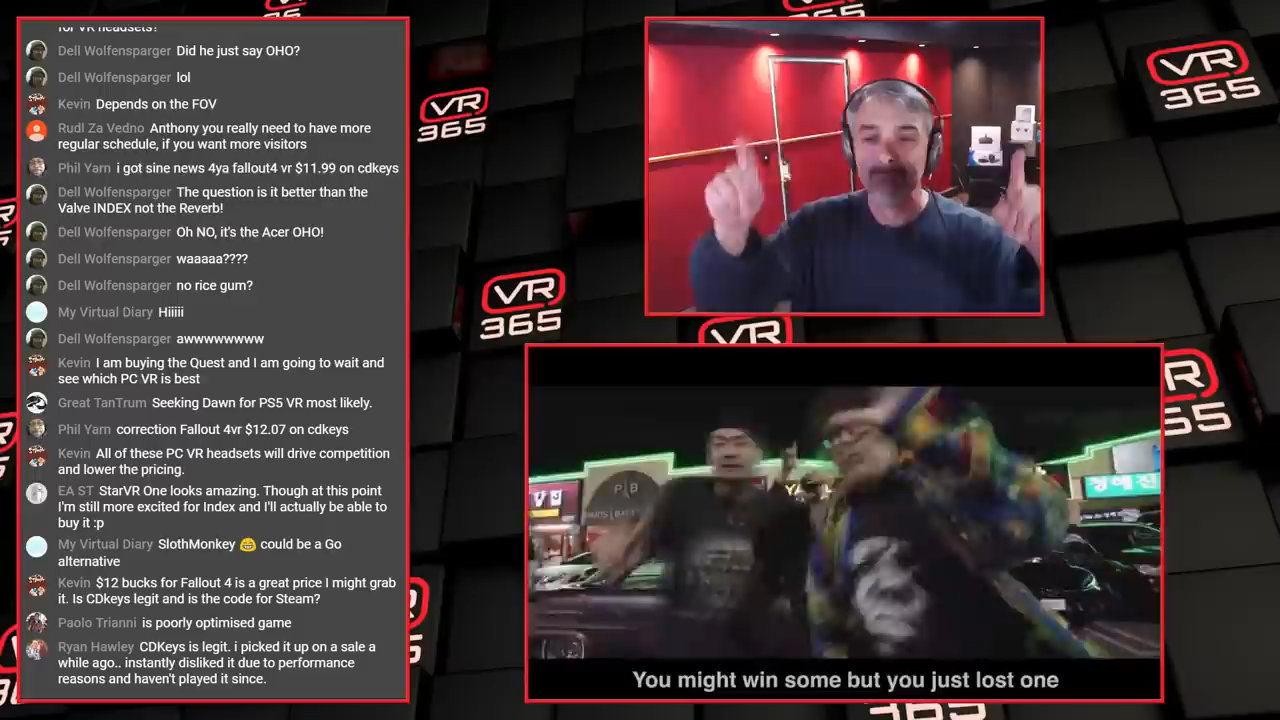 for VR headsets?
Dell Wolfensparger Did he just say OHO?
Dell Wolfensparger lol
Kevin Depends on the FOV
Rudl Za Vedno Anthony you really need to have more
regular schedule, if you want more visitors
Phil Yarn i got sine news 4ya fallout4 vr $11.99 on cdkeys
Dell Wolfensparger The question is it better than the
Valve INDEX not the Reverb!
Dell Wolfensparger Oh NO, it's the Acer OHO!
Dell Wolfensparger waaaaa????
Dell Wolfensparger no rice gum?
My Virtual Diary Hiiiii
Dell Wolfensparger awwwwwwww
Kevin I am buying the Quest and I am going to wait and
see which PC VR is best
Great TanTrum Seeking Dawn for PS5 VR most likely.
Phil Yarn correction Fallout 4vr $12.07 on cdkeys
Kevin All of these PC VR headsets will drive competition
and lower the pricing.
EA ST StarVR One looks amazing. Though at this point
I'm still more excited for Index and I'll actually be able to
buy it :p
My Virtual Diary SlothMonkey 😂 could be a Go
alternative
Kevin $12 bucks for Fallout 4 is a great price I might grab
it. Is CDkeys legit and is the code for Steam?
Paolo Trianni is poorly optimised game
Ryan Hawley CDKeys is legit. i picked it up on a sale a
while ago.. instantly disliked it due to performance
reasons and haven't played it since.
VR
365
VR
365
VR
365
VR
365
P B
You might win some but you just lost one